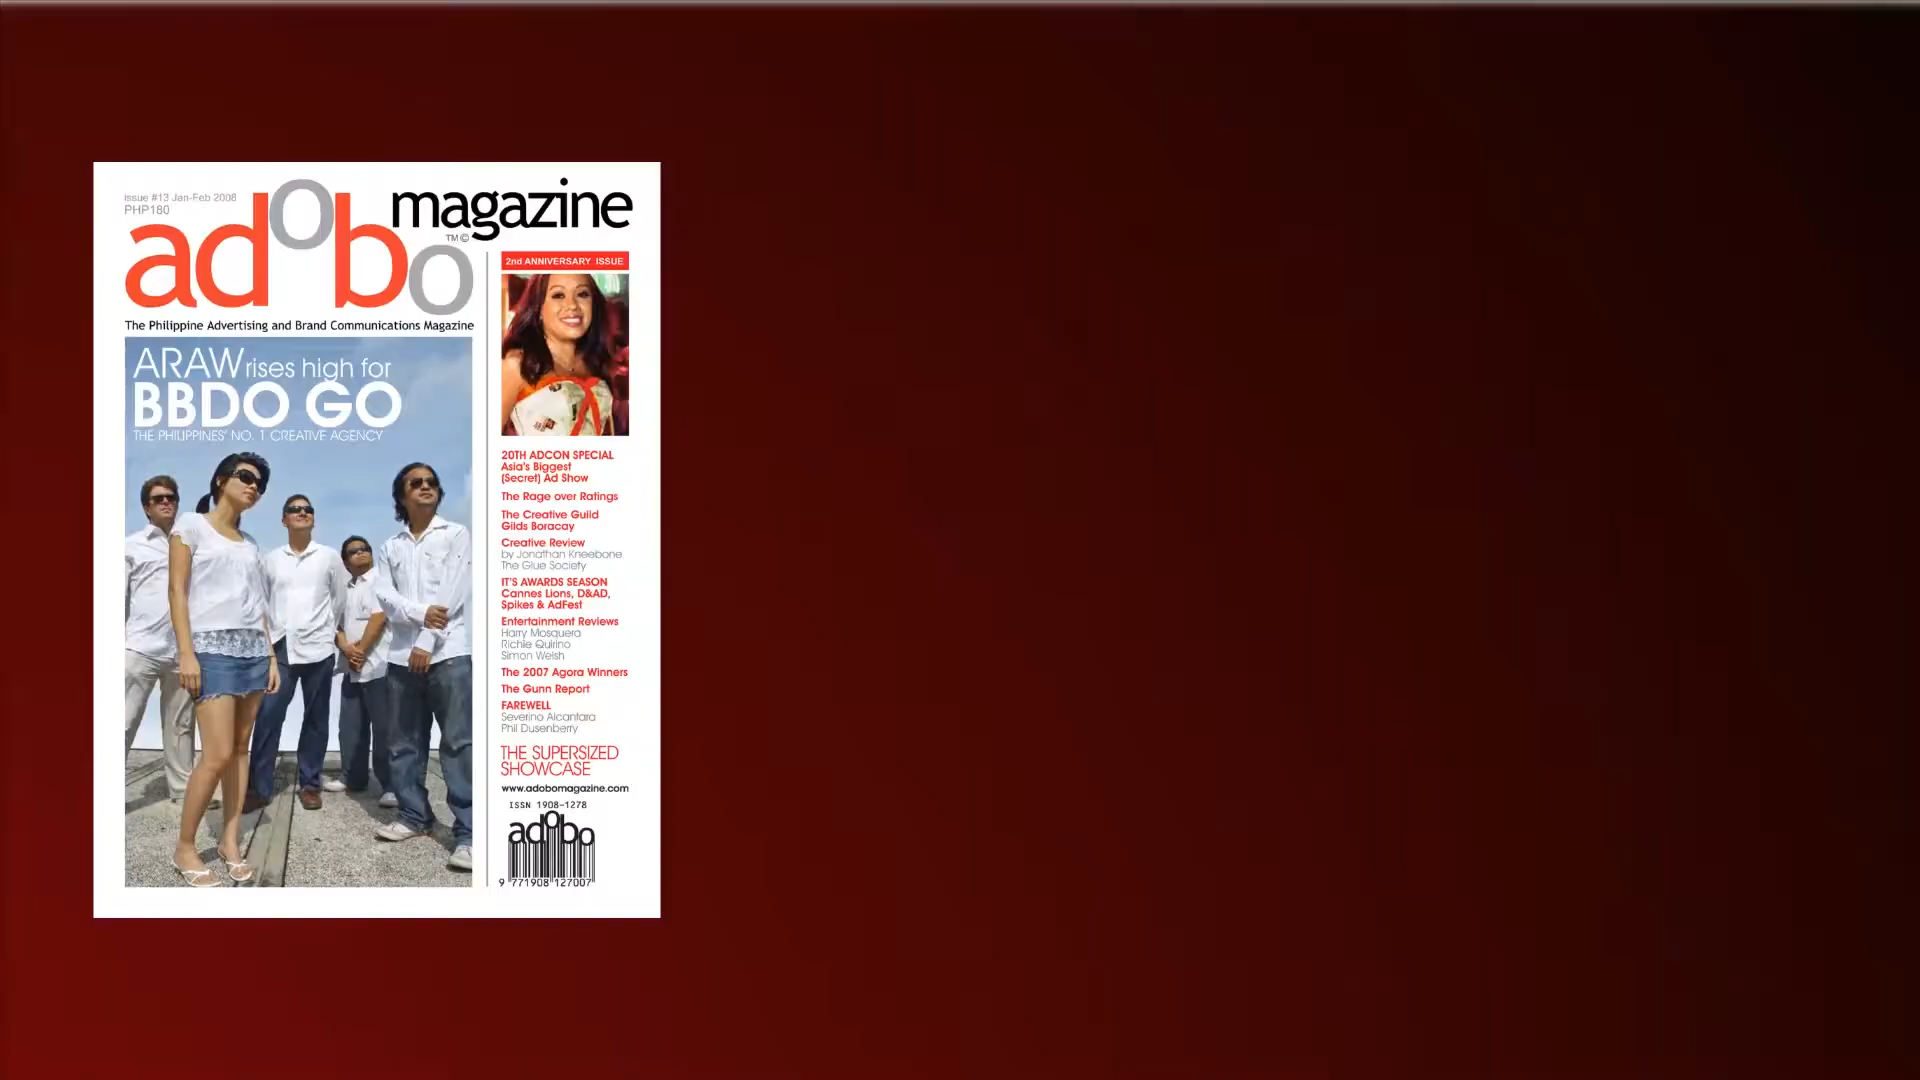 Issue #13 Jan-Feb 2008
PHP180
adobo magazine
TM©
The Philippine Advertising and Brand Communications Magazine
ARAW rises high for
BBDO GO
THE PHILIPPINES' NO. 1 CREATIVE AGENCY
2nd ANNIVERSARY ISSUE
20TH ADCON SPECIAL
Asia's Biggest
(Secret) Ad Show
The Rage over Ratings
The Creative Guild
Gilds Boracay
Creative Review
by Jonathan Kneebone
The Glue Society
IT'S AWARDS SEASON
Cannes Lions, D&AD,
Spikes & AdFest
Entertainment Reviews
Harry Mosquera
Richie Quirino
Simon Welsh
The 2007 Agora Winners
The Gunn Report
FAREWELL
Severino Alcantara
Phil Dusenberry
THE SUPERSIZED
SHOWCASE
www.adobomagazine.com
ISSN 1908-1278
adobo
9 771908 127007